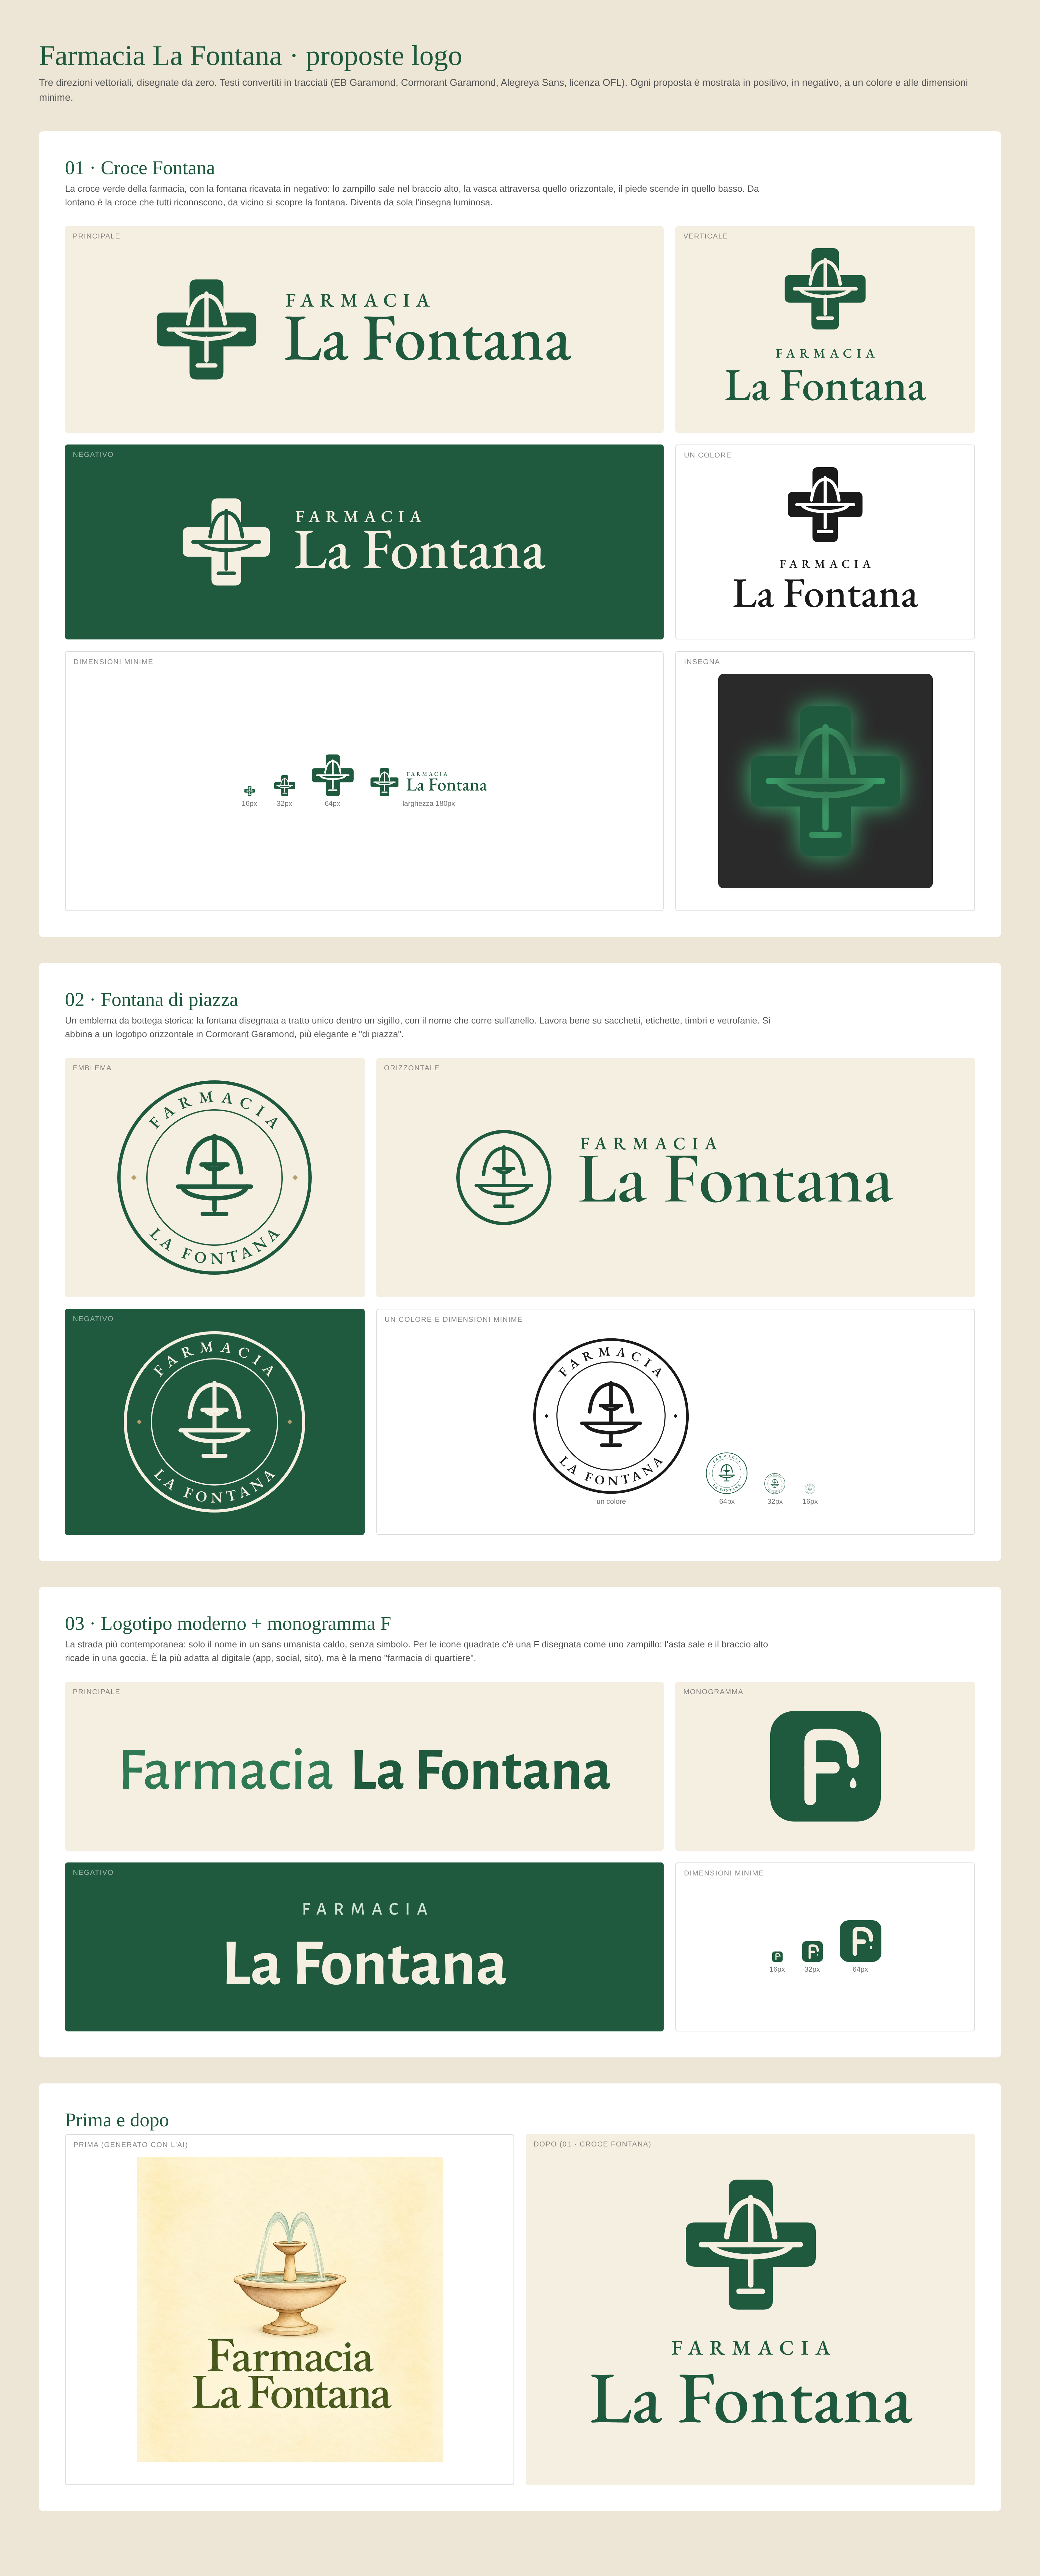 Farmacia La Fontana · proposte logo
Tre direzioni vettoriali, disegnate da zero. Testi convertiti in tracciati (EB Garamond, Cormorant Garamond, Alegreya Sans, licenza OFL). Ogni proposta è mostrata in positivo, in negativo, a un colore e alle dimensioni
minime.
01 · Croce Fontana
La croce verde della farmacia, con la fontana ricavata in negativo: lo zampillo sale nel braccio alto, la vasca attraversa quello orizzontale, il piede scende in quello basso. Da
lontano è la croce che tutti riconoscono, da vicino si scopre la fontana. Diventa da sola l'insegna luminosa.
PRINCIPALE
FARMACIA
La Fontana
VERTICALE
FARMACIA
La Fontana
NEGATIVO
FARMACIA
La Fontana
UN COLORE
FARMACIA
La Fontana
DIMENSIONI MINIME
FARMACIA
La Fontana
16px
32px
64px
larghezza 180px
INSEGNA
02 · Fontana di piazza
Un emblema da bottega storica: la fontana disegnata a tratto unico dentro un sigillo, con il nome che corre sull'anello. Lavora bene su sacchetti, etichette, timbri e vetrofanie. Si
abbina a un logotipo orizzontale in Cormorant Garamond, più elegante e "di piazza".
EMBLEMA
FARMACIA
LA FONTANA
ORIZZONTALE
FARMACIA
La Fontana
NEGATIVO
FARMACIA
LA FONTANA
UN COLORE E DIMENSIONI MINIME
FARMACIA
LA FONTANA
un colore
FARMACIA
LA FONTANA
64px
32px
16px
03 · Logotipo moderno + monogramma F
La strada più contemporanea: solo il nome in un sans umanista caldo, senza simbolo. Per le icone quadrate c'è una F disegnata come uno zampillo: l'asta sale e il braccio alto
ricade in una goccia. È la più adatta al digitale (app, social, sito), ma è la meno "farmacia di quartiere".
PRINCIPALE
Farmacia La Fontana
MONOGRAMMA
F
NEGATIVO
FARMACIA
La Fontana
DIMENSIONI MINIME
F
F
F
16px
32px
64px
Prima e dopo
PRIMA (GENERATO CON L'AI)
Farmacia
La Fontana
DOPO (01 · CROCE FONTANA)
FARMACIA
La Fontana